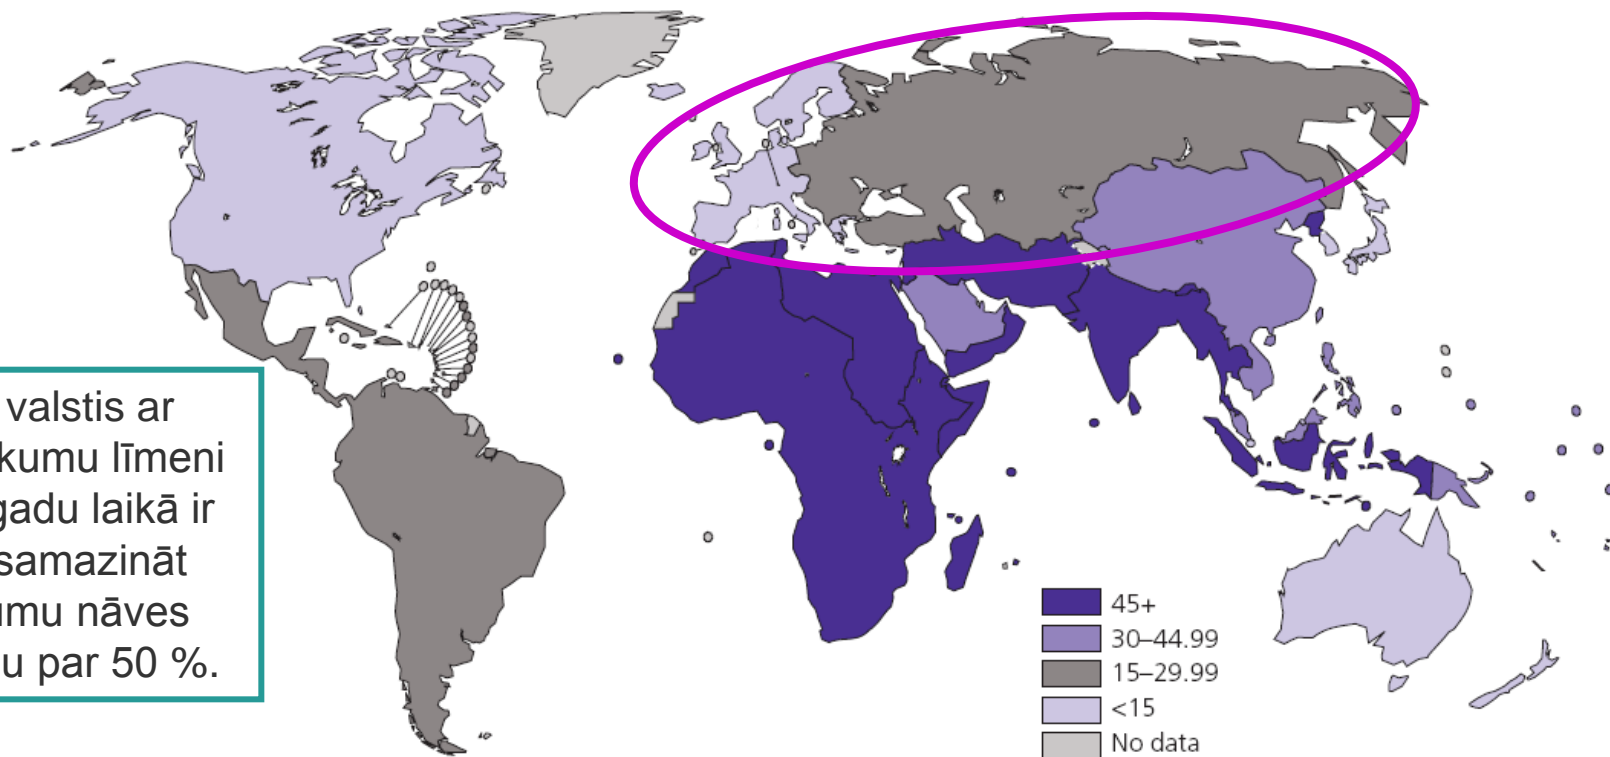 valstis ar
kumu līmeni
gadu laikā ir
samazināt
umu nāves
u par 50 %.
45+
30–44.99
15–29.99
<15
No data